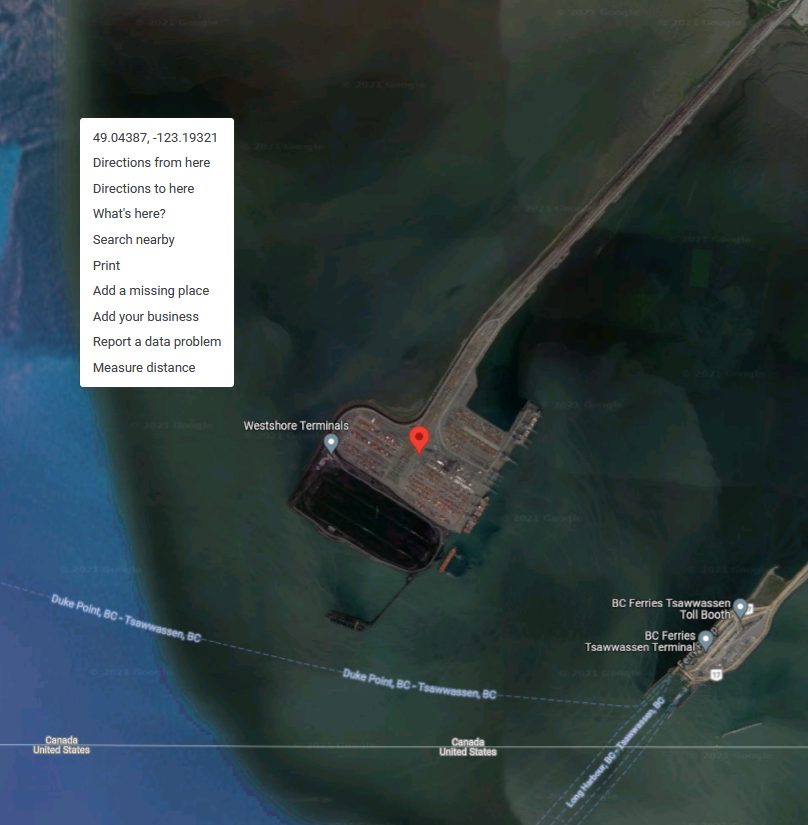 49.04387, -123.19321
Directions from here
Directions to here
What's here?
Search nearby
Print
Add a missing place
Add your business
Report a data problem
Measure distance
Westshore Terminals
BC Ferries Tsawwassen
Toll Booth
BC Ferries
Tsawwassen Terminal
17
Duke Point, BC - Tsawwassen, BC
Duke Point, BC - Tsawwassen, BC
Long Harbour, BC - Tsawwassen, BC
Canada
United States
Canada
United States